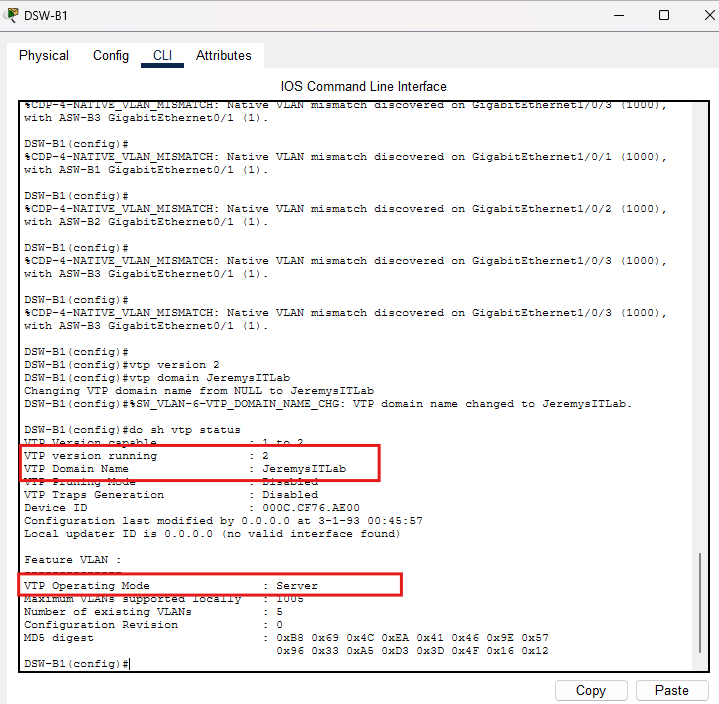 DSW-B1
Physical Config CLI Attributes
IOS Command Line Interface
%CDP-4-NATIVE_VLAN_MISMATCH: Native VLAN mismatch discovered on GigabitEthernet1/0/3 (1000),
with ASW-B3 GigabitEthernet0/1 (1).
DSW-B1(config)#
%CDP-4-NATIVE_VLAN_MISMATCH: Native VLAN mismatch discovered on GigabitEthernet1/0/1 (1000),
with ASW-B1 GigabitEthernet0/1 (1).
DSW-B1(config)#
%CDP-4-NATIVE_VLAN_MISMATCH: Native VLAN mismatch discovered on GigabitEthernet1/0/2 (1000),
with ASW-B2 GigabitEthernet0/1 (1).
DSW-B1(config)#
%CDP-4-NATIVE_VLAN_MISMATCH: Native VLAN mismatch discovered on GigabitEthernet1/0/3 (1000),
with ASW-B3 GigabitEthernet0/1 (1).
DSW-B1(config)#
%CDP-4-NATIVE_VLAN_MISMATCH: Native VLAN mismatch discovered on GigabitEthernet1/0/3 (1000),
with ASW-B3 GigabitEthernet0/1 (1).
DSW-B1(config)#
DSW-B1(config)#vtp version 2
DSW-B1(config)#vtp domain JeremysITLab
Changing VTP domain name from NULL to JeremysITLab
DSW-B1(config)#%SW_VLAN-6-VTP_DOMAIN_NAME_CHG: VTP domain name changed to JeremysITLab.
DSW-B1(config)#do sh vtp status
VTP Version capable : 1 to 2
VTP version running : 2
VTP Domain Name : JeremysITLab
VTP Pruning Mode : Disabled
VTP Traps Generation : Disabled
Device ID : 000C.CF76.AE00
Configuration last modified by 0.0.0.0 at 3-1-93 00:45:57
Local updater ID is 0.0.0.0 (no valid interface found)
Feature VLAN :
--------------
VTP Operating Mode : Server
Maximum VLANs supported locally : 1005
Number of existing VLANs : 5
Configuration Revision : 0
MD5 digest : 0xB8 0x69 0x4C 0xEA 0x41 0x46 0x9E 0x57
0x96 0x33 0xA5 0xD3 0x3D 0x4F 0x16 0x12
DSW-B1(config)#
Copy Paste